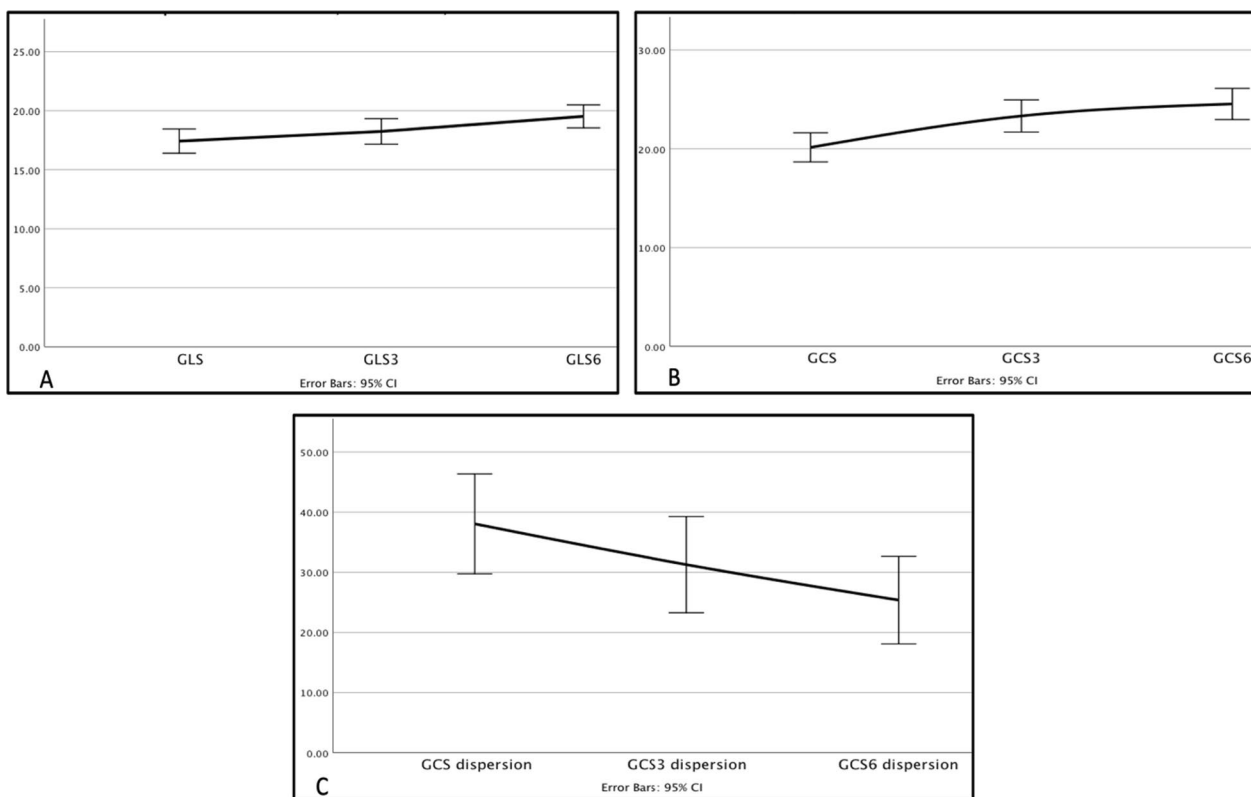 25.00
20.00
15.00
10.00
5.00
0.00
GLS GLS3 GLS6
A
Error Bars: 95% CI
30.00
20.00
10.00
0.00
GCS GCS3 GCS6
B
Error Bars: 95% CI
50.00
40.00
30.00
20.00
10.00
0.00
GCS dispersion GCS3 dispersion GCS6 dispersion
C
Error Bars: 95% CI